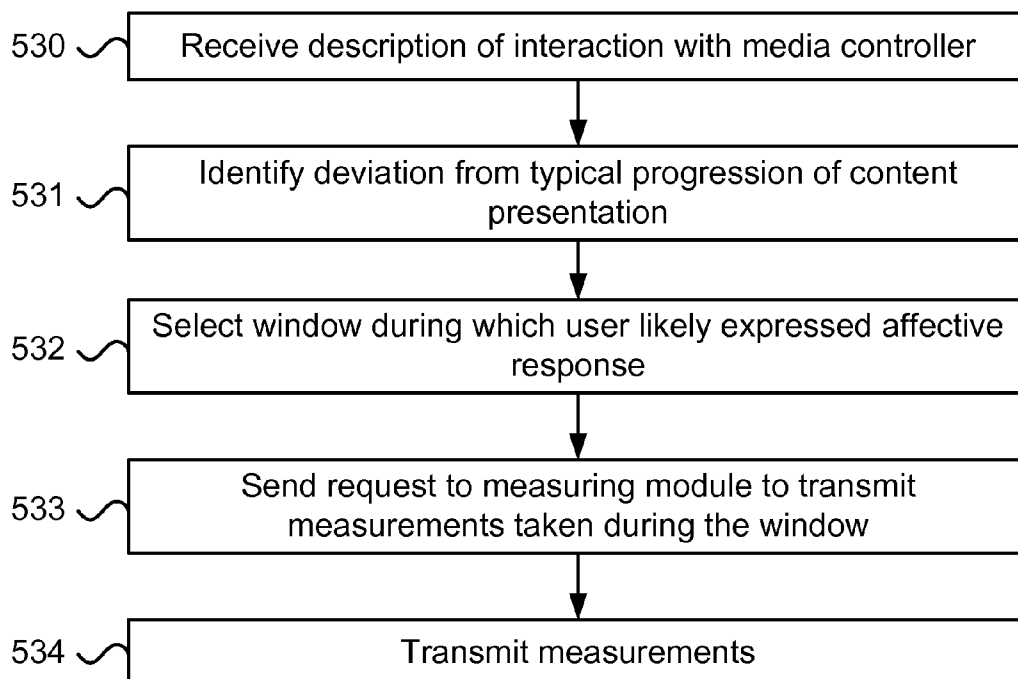 530
Receive description of interaction with media controller
531
Identify deviation from typical progression of content
presentation
532
Select window during which user likely expressed affective
response
533
Send request to measuring module to transmit
measurements taken during the window
534
Transmit measurements